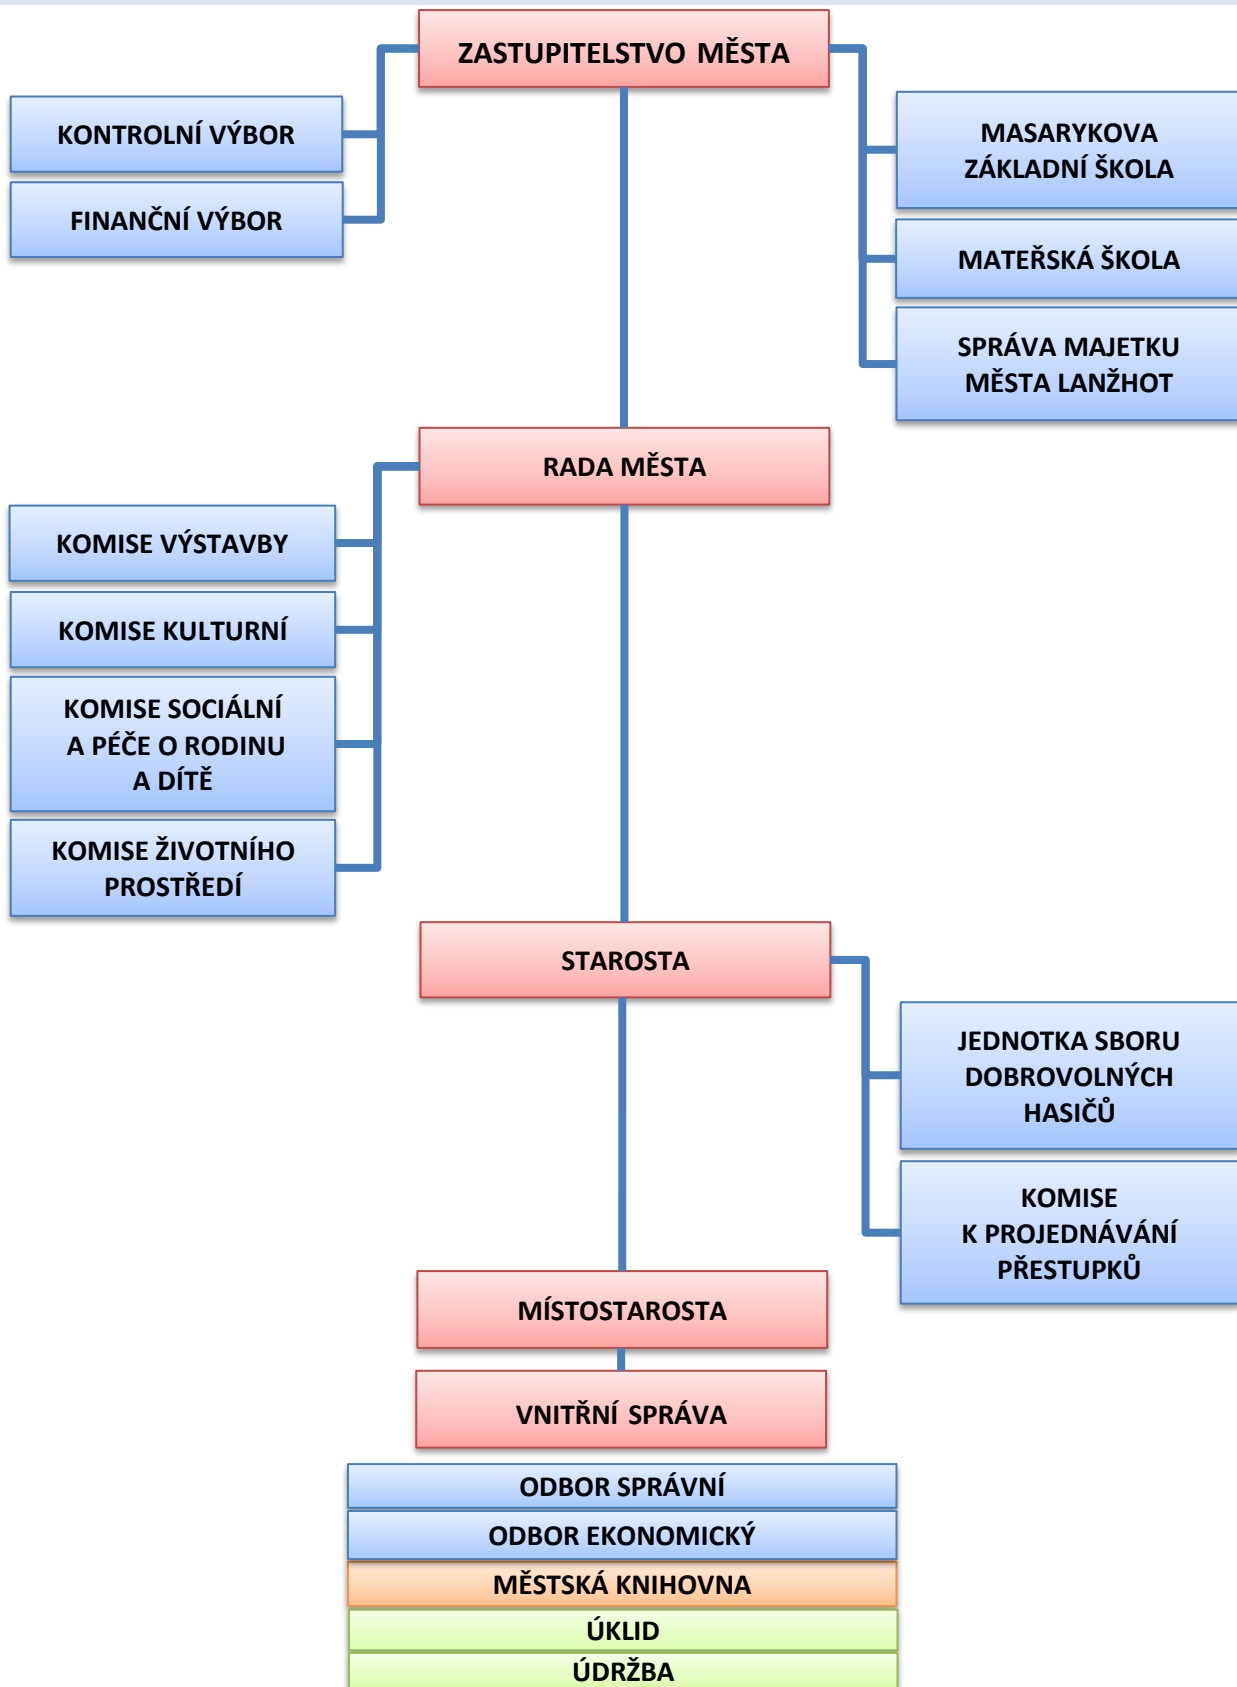 ZASTUPITELSTVO MĚSTA
KONTROLNÍ VÝBOR
FINANČNÍ VÝBOR
MASARYKOVA
ZÁKLADNÍ ŠKOLA
MATEŘSKÁ ŠKOLA
SPRÁVA MAJETKU
MĚSTA LANŽHOT
RADA MĚSTA
KOMISE VÝSTAVBY
KOMISE KULTURNÍ
KOMISE SOCIÁLNÍ
A PÉČE O RODINU
A DÍTĚ
KOMISE ŽIVOTNÍHO
PROSTŘEDÍ
STAROSTA
JEDNOTKA SBORU
DOBROVOLNÝCH
HASIČŮ
KOMISE
K PROJEDNÁVÁNÍ
PŘESTUPKŮ
MÍSTOSTAROSTA
VNITŘNÍ SPRÁVA
ODBOR SPRÁVNÍ
ODBOR EKONOMICKÝ
MĚSTSKÁ KNIHOVNA
ÚKLID
ÚDRŽBA